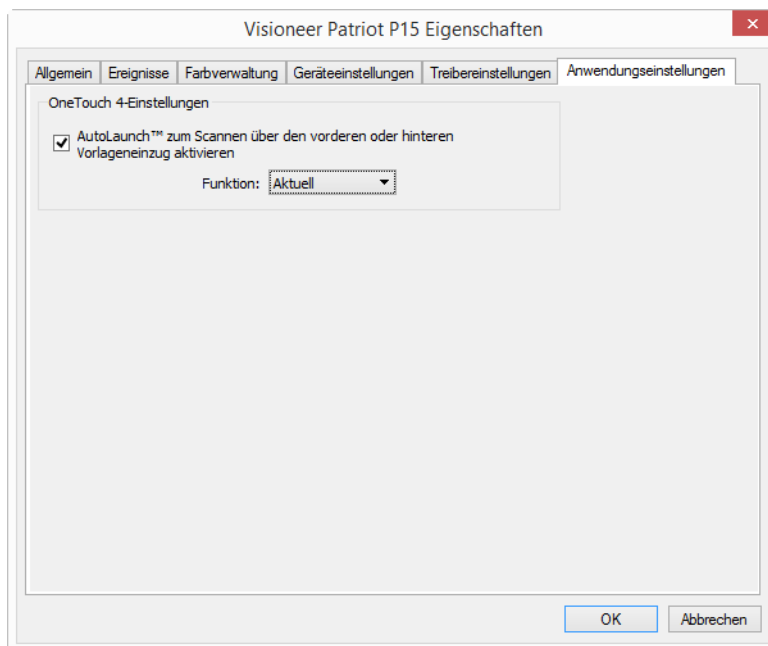 Visioneer Patriot P15 Eigenschaften
Allgemein Ereignisse Farbverwaltung Geräteeinstellungen Treibereinstellungen Anwendungseinstellungen
OneTouch 4-Einstellungen
AutoLaunch™ zum Scannen über den vorderen oder hinteren
Vorlageneinzug aktivieren
Funktion: Aktuell
OK Abbrechen